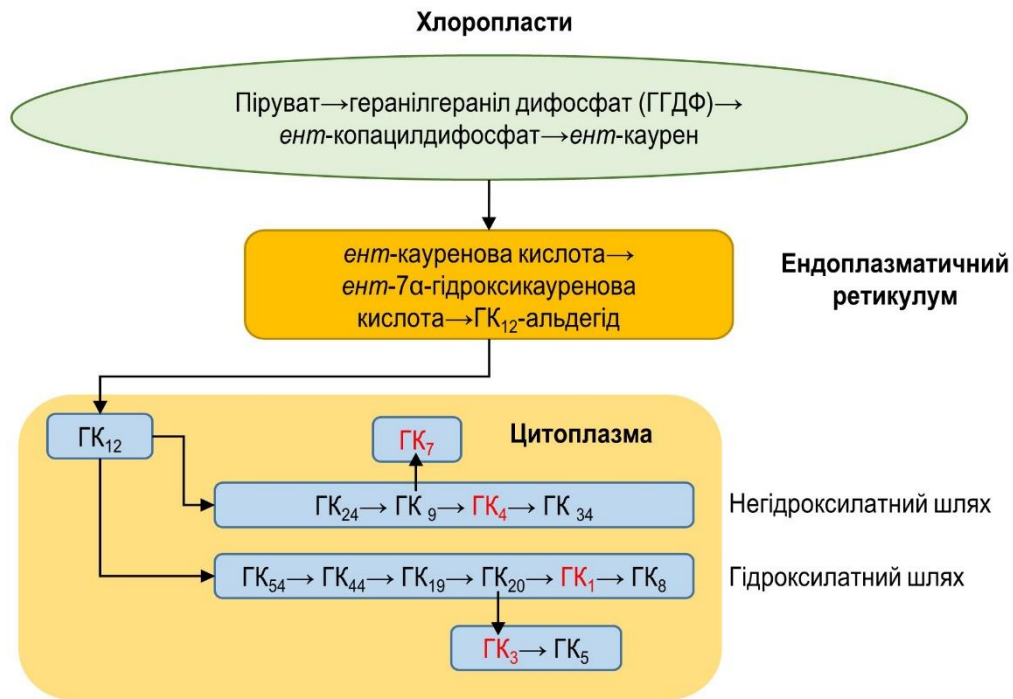 Хлоропласти
Піруват→геранілгераніл дифосфат (ГГДФ)→
ент-копацилдифосфат→ент-каурен
ент-кауренова кислота→
ент-7α-гідроксикауренова
кислота→ГК₁₂-альдегід
Ендоплазматичний
ретикулум
ГК₁₂
ГК₇
Цитоплазма
ГК₂₄→ ГК ₉→ ГК₄→ ГК ₃₄
Негідроксилатний шлях
ГК₅₄→ ГК₄₄→ ГК₁₉→ ГК₂₀→ ГК₁→ ГК₈
Гідроксилатний шлях
ГК₃→ ГК₅